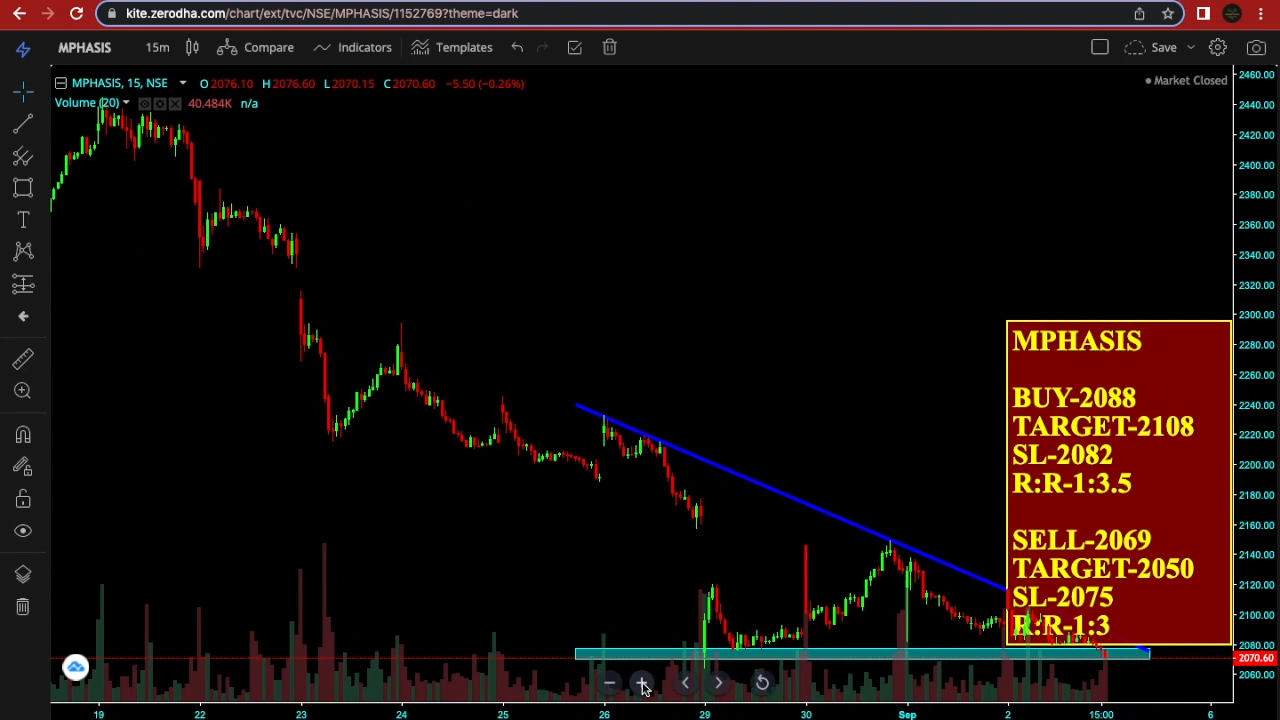 kite.zerodha.com/chart/ext/tvc/NSE/MPHASIS/1152769?theme=dark
MPHASIS 15m Compare Indicators Templates Save
MPHASIS, 15, NSE O2076.10 H2076.60 L2070.15 C2070.60 −5.50 (−0.26%)
Market Closed
Volume (20) 40.484K n/a
2460.00
2440.00
2420.00
2400.00
2380.00
2360.00
2340.00
2320.00
2300.00
2280.00
2260.00
2240.00
2220.00
2200.00
2180.00
2160.00
2140.00
2120.00
2100.00
2080.00
2070.60
2060.00
MPHASIS
BUY-2088
TARGET-2108
SL-2082
R:R-1:3.5
SELL-2069
TARGET-2050
SL-2075
R:R-1:3
19 22 23 24 25 26 29 30 Sep 2 15:00 6